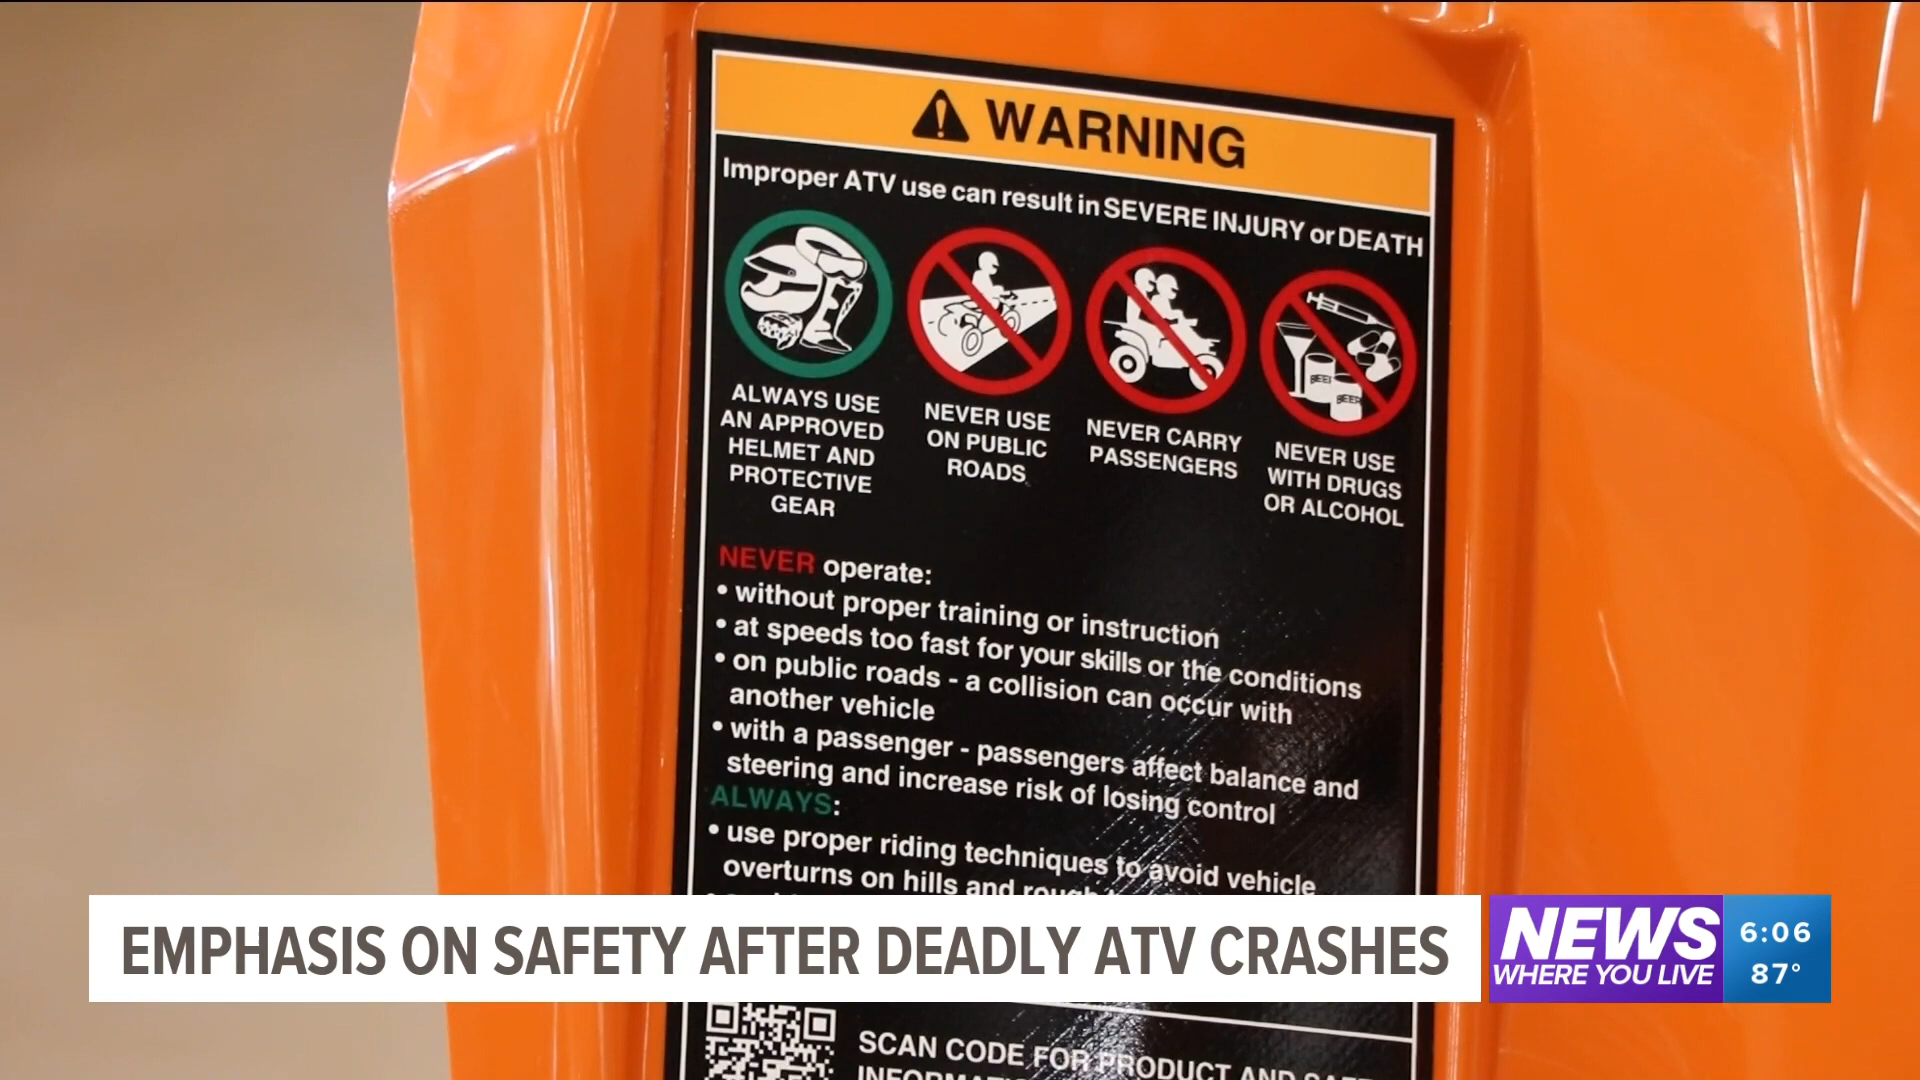 WARNING
Improper ATV use can result in SEVERE INJURY or DEATH
BEER
BEER
ALWAYS USE
AN APPROVED
HELMET AND
PROTECTIVE
GEAR
NEVER USE
ON PUBLIC
ROADS
NEVER CARRY
PASSENGERS
NEVER USE
WITH DRUGS
OR ALCOHOL
NEVER operate:
• without proper training or instruction
• at speeds too fast for your skills or the conditions
• on public roads - a collision can occur with
another vehicle
• with a passenger - passengers affect balance and
steering and increase risk of losing control
ALWAYS:
• use proper riding techniques to avoid vehicle
overturns on hills and rough
EMPHASIS ON SAFETY AFTER DEADLY ATV CRASHES
NEWS
WHERE YOU LIVE
6:06
87°
SCAN CODE FOR PRODUCT AND